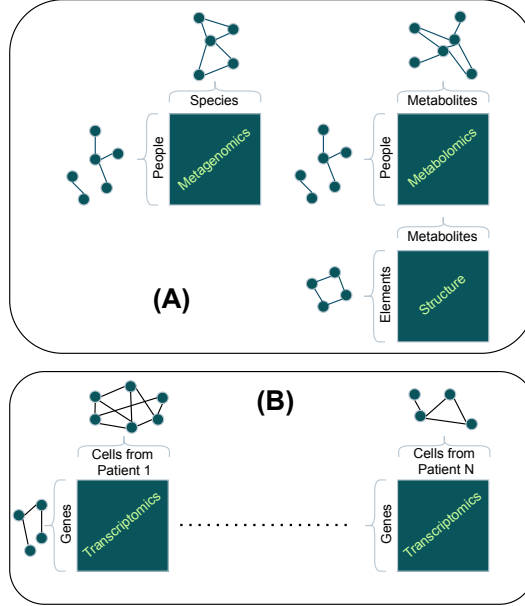 Species
Metabolites
People
Metagenomics
People
Metabolomics
Metabolites
(A)
Elements
Structure
(B)
Cells from
Patient 1
Cells from
Patient N
Genes
Transcriptomics
Genes
Transcriptomics